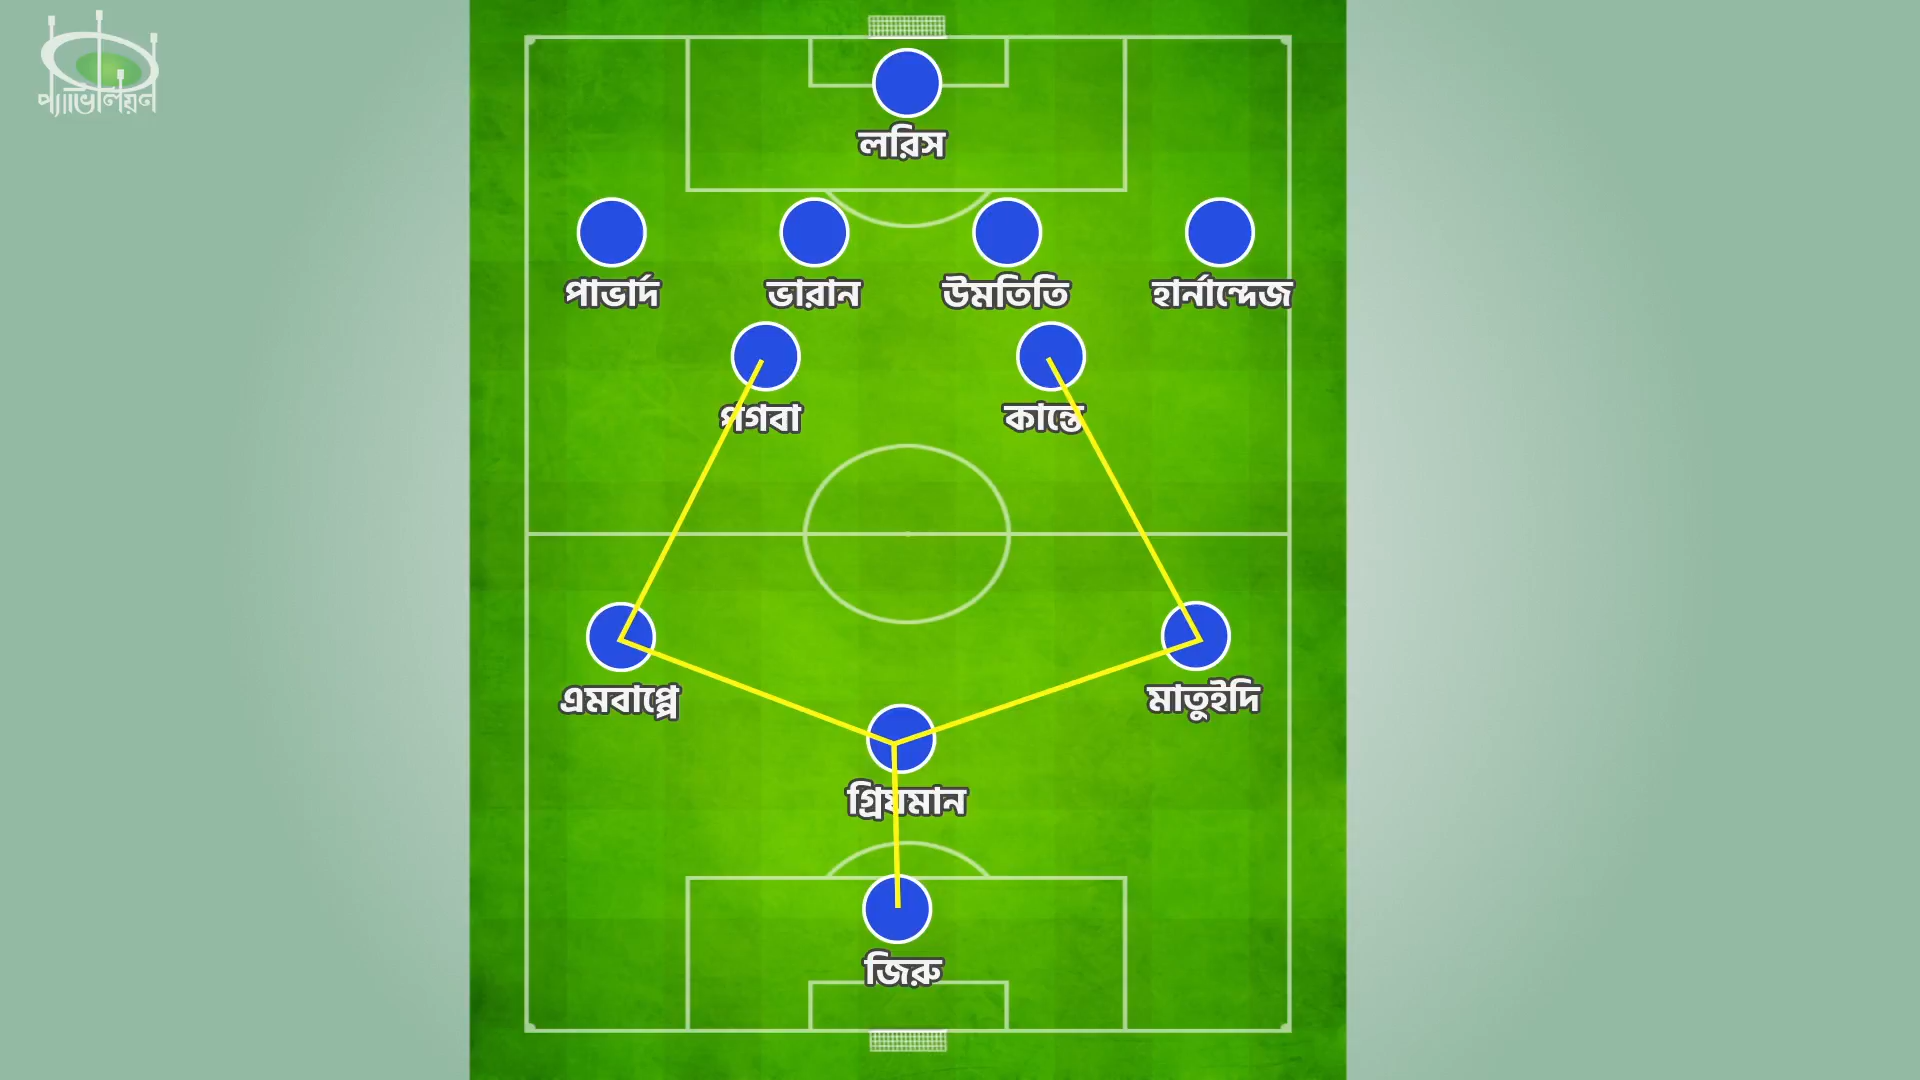 প্যাভিলিয়ন
লরিস
পাভার্দ ভারান উমতিতি হার্নান্দেজ
পগবা কান্তে
এমবাপ্পে মাতুইদি
গ্রিযমান
জিরু